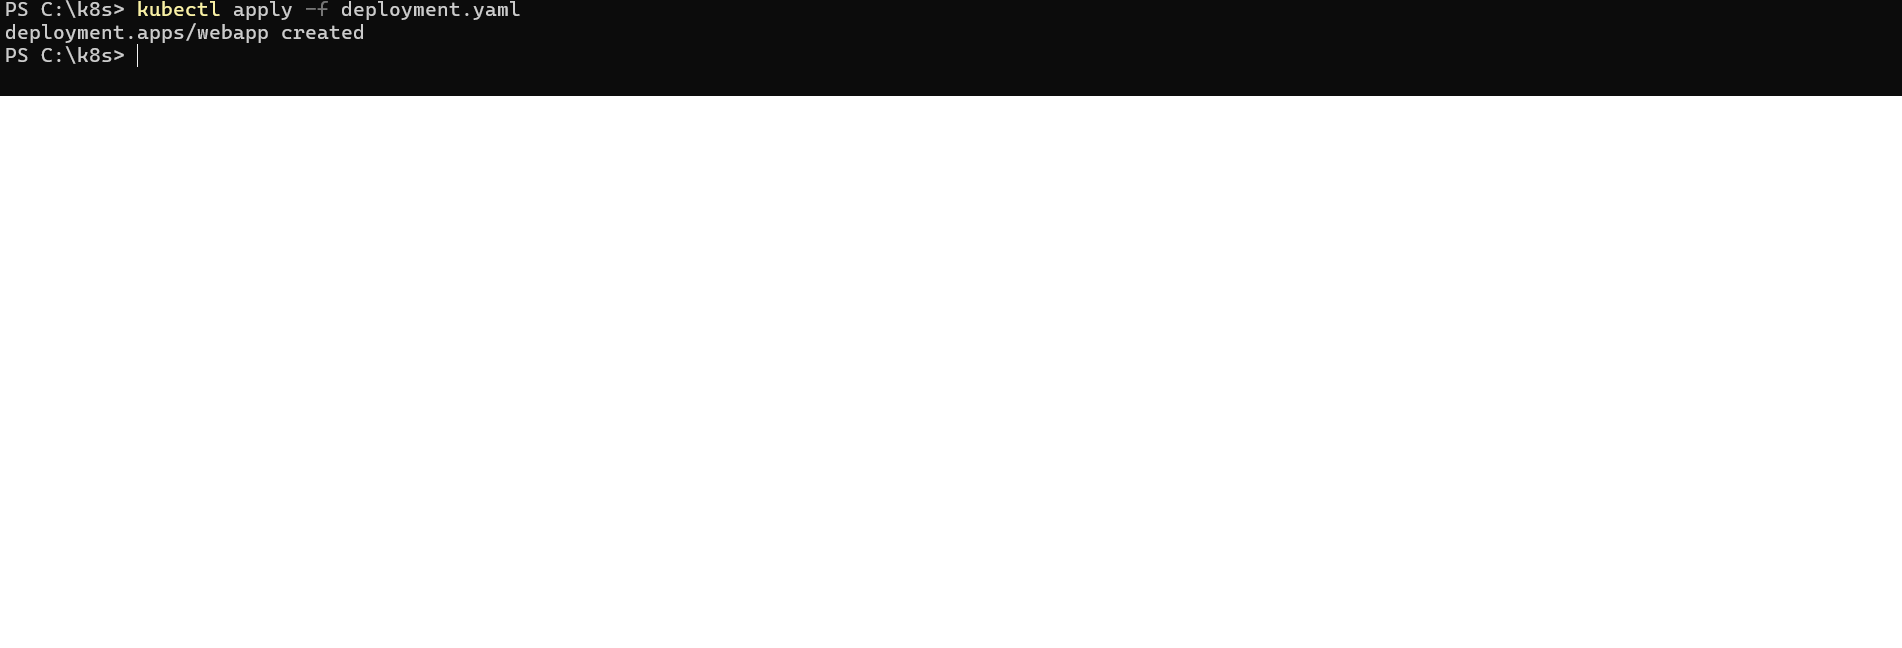 PS C:\k8s> kubectl apply -f deployment.yaml
deployment.apps/webapp created
PS C:\k8s>